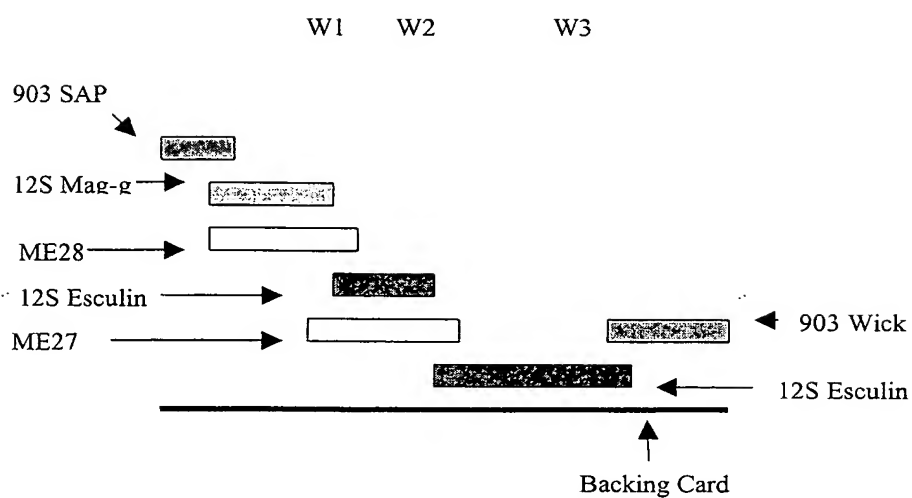 W1 W2 W3
903 SAP
12S Mag-g
ME28
12S Esculin
ME27
903 Wick
12S Esculin
Backing Card